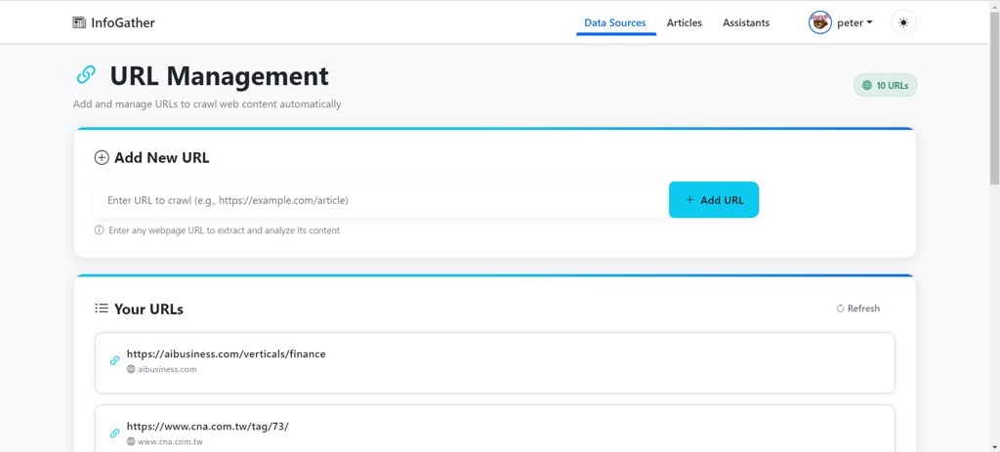 InfoGather
Data Sources
Articles
Assistants
peter
URL Management
Add and manage URLs to crawl web content automatically
10 URLs
Add New URL
Enter URL to crawl (e.g., https://example.com/article)
Add URL
Enter any webpage URL to extract and analyze its content
Your URLs
Refresh
https://aibusiness.com/verticals/finance
aibusiness.com
https://www.cna.com.tw/tag/73/
www.cna.com.tw